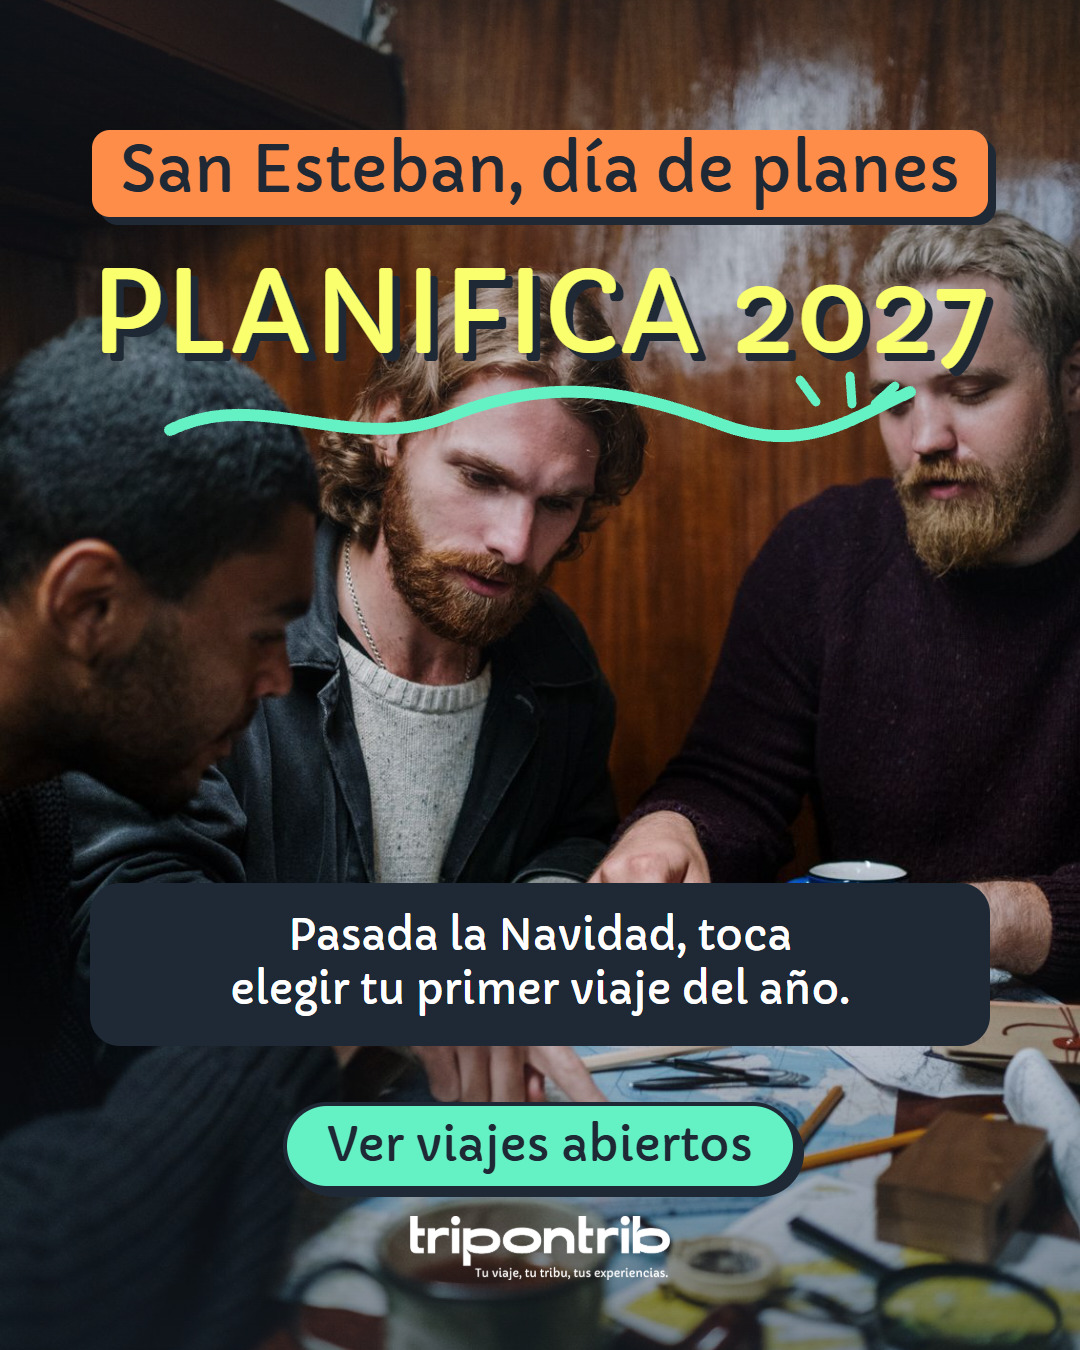 San Esteban, día de planes
PLANIFICA 2027
Pasada la Navidad, toca
elegir tu primer viaje del año.
Ver viajes abiertos
tripontrib
Tu viaje, tu tribu, tus experiencias.